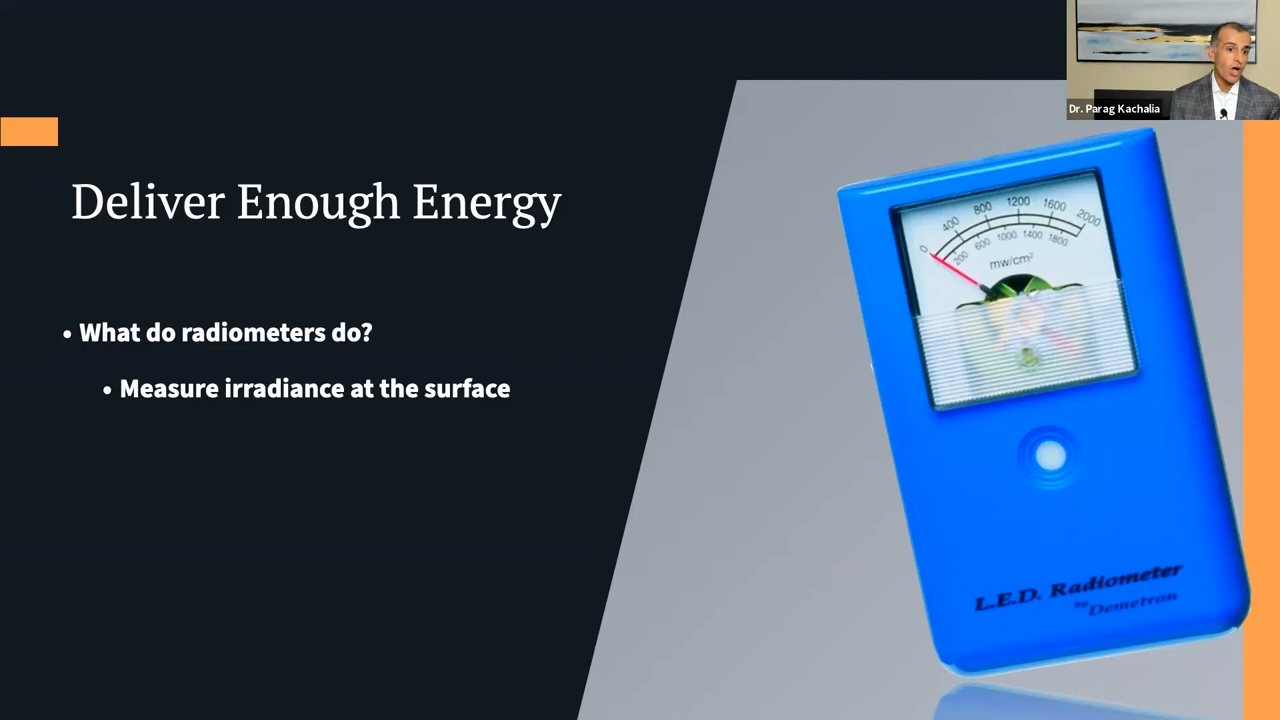 Dr. Parag Kachalia
Deliver Enough Energy
• What do radiometers do?
• Measure irradiance at the surface
0 400 800 1200 1600 2000
200 600 1000 1400 1800
mw/cm²
L.E.D. Radiometer
by Demetron